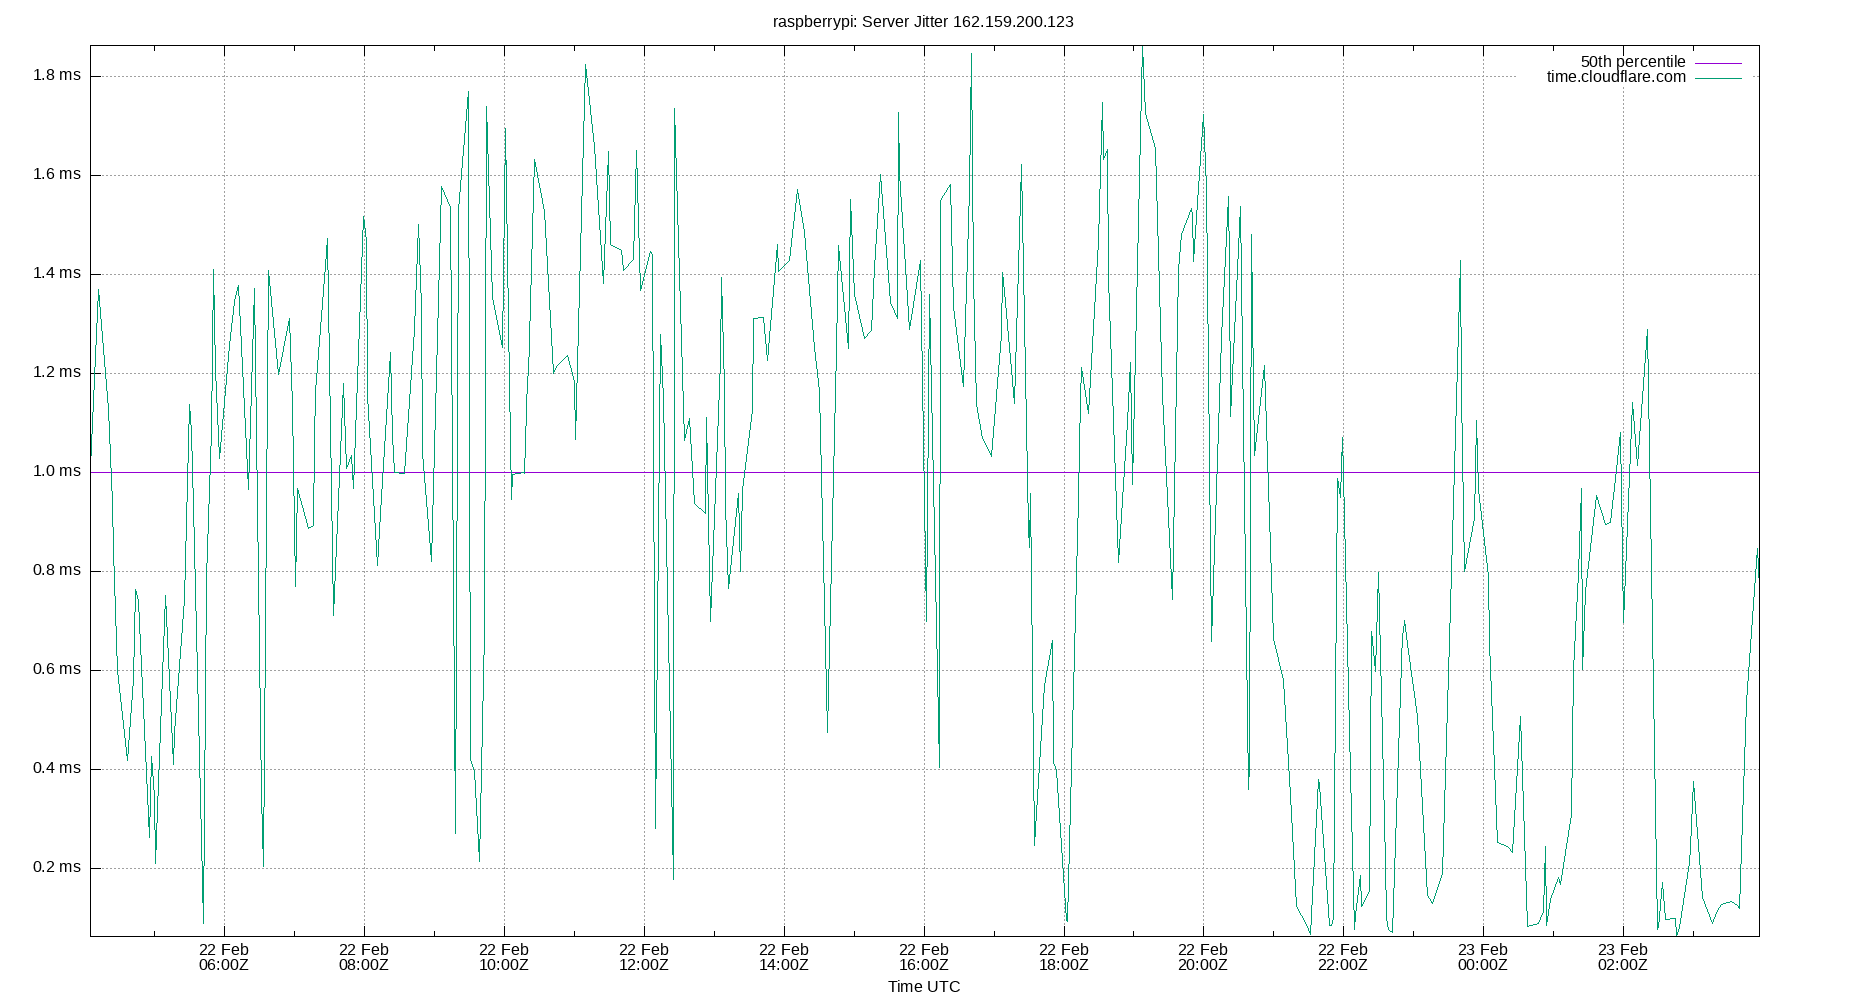 raspberrypi: Server Jitter 162.159.200.123
50th percentile
time.cloudflare.com
1.8 ms
1.6 ms
1.4 ms
1.2 ms
1.0 ms
0.8 ms
0.6 ms
0.4 ms
0.2 ms
22 Feb 22 Feb 22 Feb 22 Feb 22 Feb 22 Feb 22 Feb 22 Feb 22 Feb 23 Feb 23 Feb
06:00Z 08:00Z 10:00Z 12:00Z 14:00Z 16:00Z 18:00Z 20:00Z 22:00Z 00:00Z 02:00Z
Time UTC